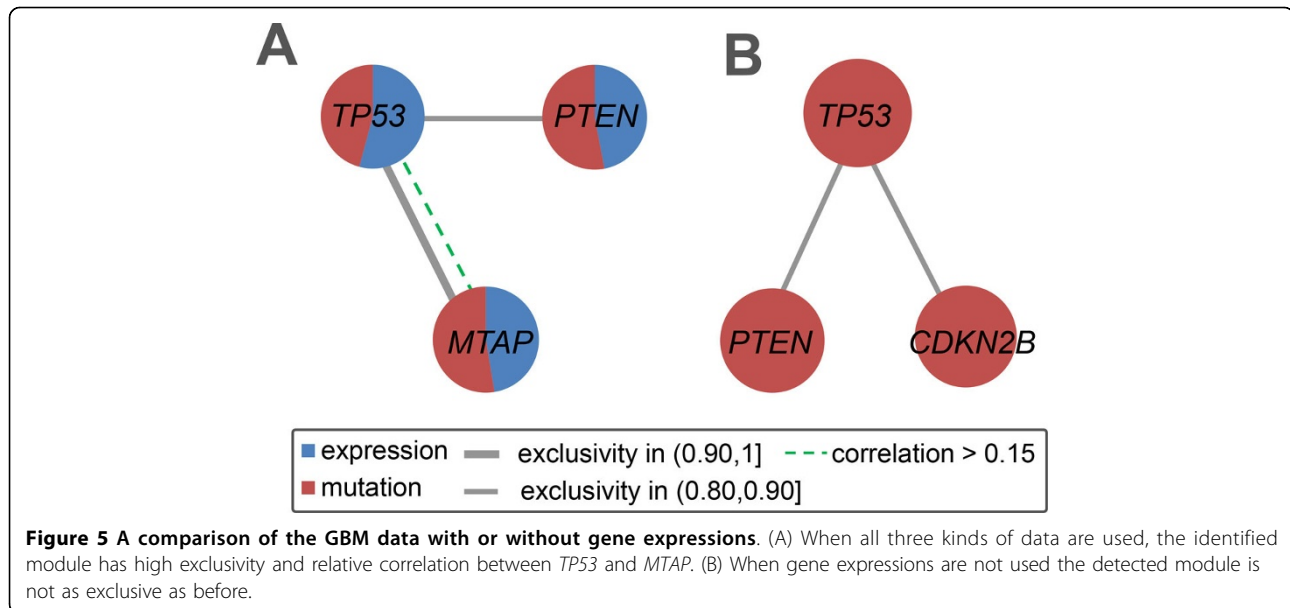 A
B
TP53
PTEN
TP53
MTAP
PTEN
CDKN2B
expression
exclusivity in (0.90,1]
correlation > 0.15
mutation
exclusivity in (0.80,0.90]
Figure 5 A comparison of the GBM data with or without gene expressions. (A) When all three kinds of data are used, the identified
module has high exclusivity and relative correlation between TP53 and MTAP. (B) When gene expressions are not used the detected module is
not as exclusive as before.